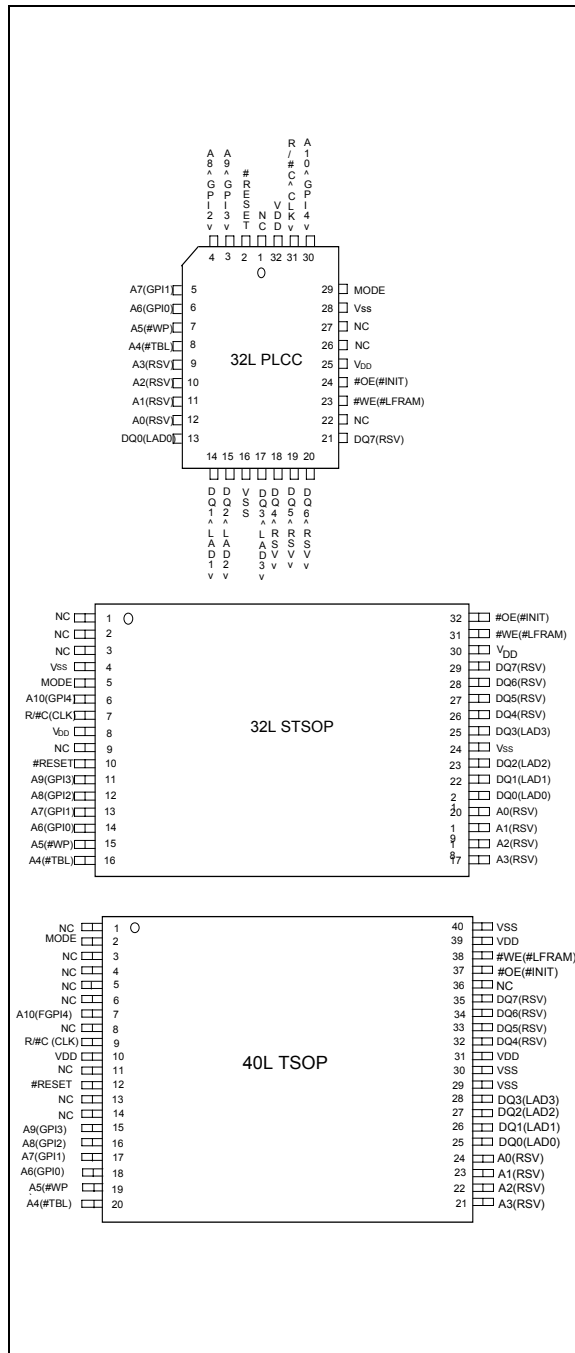 A8^GPI2v
A9^GPI3v
#RESET
NC
VDD
R/#C^CLKv
A10^GPI4v
4 3 2 1 32 31 30
A7(GPI1) 5
A6(GPI0) 6
A5(#WP) 7
A4(#TBL) 8
A3(RSV) 9
A2(RSV) 10
A1(RSV) 11
A0(RSV) 12
DQ0(LAD0) 13
32L PLCC
29 MODE
28 Vss
27 NC
26 NC
25 VDD
24 #OE(#INIT)
23 #WE(#LFRAM)
22 NC
21 DQ7(RSV)
14 15 16 17 18 19 20
DQ1^LAD1v
DQ2^LAD2v
VSS
DQ3^LAD3v
DQ4^RSVv
DQ5^RSVv
DQ6^RSVv
NC 1
NC 2
NC 3
Vss 4
MODE 5
A10(GPI4) 6
R/#C(CLK) 7
VDD 8
NC 9
#RESET 10
A9(GPI3) 11
A8(GPI2) 12
A7(GPI1) 13
A6(GPI0) 14
A5(#WP) 15
A4(#TBL) 16
32L STSOP
32 #OE(#INIT)
31 #WE(#LFRAM)
30 VDD
29 DQ7(RSV)
28 DQ6(RSV)
27 DQ5(RSV)
26 DQ4(RSV)
25 DQ3(LAD3)
24 Vss
23 DQ2(LAD2)
22 DQ1(LAD1)
21 DQ0(LAD0)
20 A0(RSV)
19 A1(RSV)
18 A2(RSV)
17 A3(RSV)
NC 1
MODE 2
NC 3
NC 4
NC 5
NC 6
A10(FGPI4) 7
NC 8
R/#C (CLK) 9
VDD 10
NC 11
#RESET 12
NC 13
NC 14
A9(GPI3) 15
A8(GPI2) 16
A7(GPI1) 17
A6(GPI0) 18
A5(#WP 19
A4(#TBL) 20
40L TSOP
40 VSS
39 VDD
38 #WE(#LFRAM)
37 #OE(#INIT)
36 NC
35 DQ7(RSV)
34 DQ6(RSV)
33 DQ5(RSV)
32 DQ4(RSV)
31 VDD
30 VSS
29 VSS
28 DQ3(LAD3)
27 DQ2(LAD2)
26 DQ1(LAD1)
25 DQ0(LAD0)
24 A0(RSV)
23 A1(RSV)
22 A2(RSV)
21 A3(RSV)